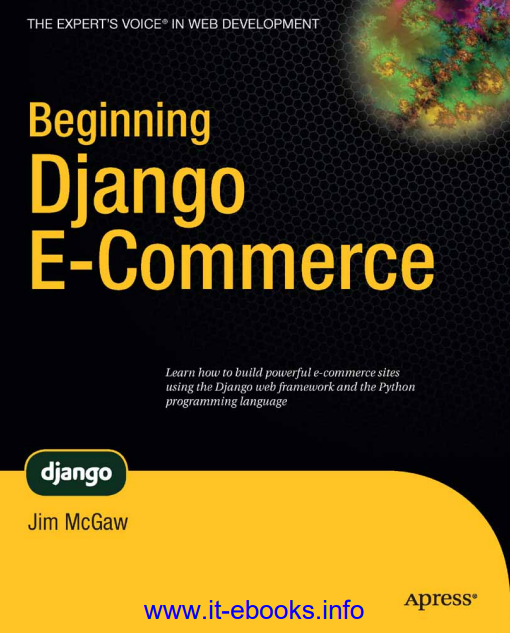 THE EXPERT'S VOICE® IN WEB DEVELOPMENT
Beginning
Django
E-Commerce
Learn how to build powerful e-commerce sites
using the Django web framework and the Python
programming language
django
Jim McGaw
Apress®
www.it-ebooks.info